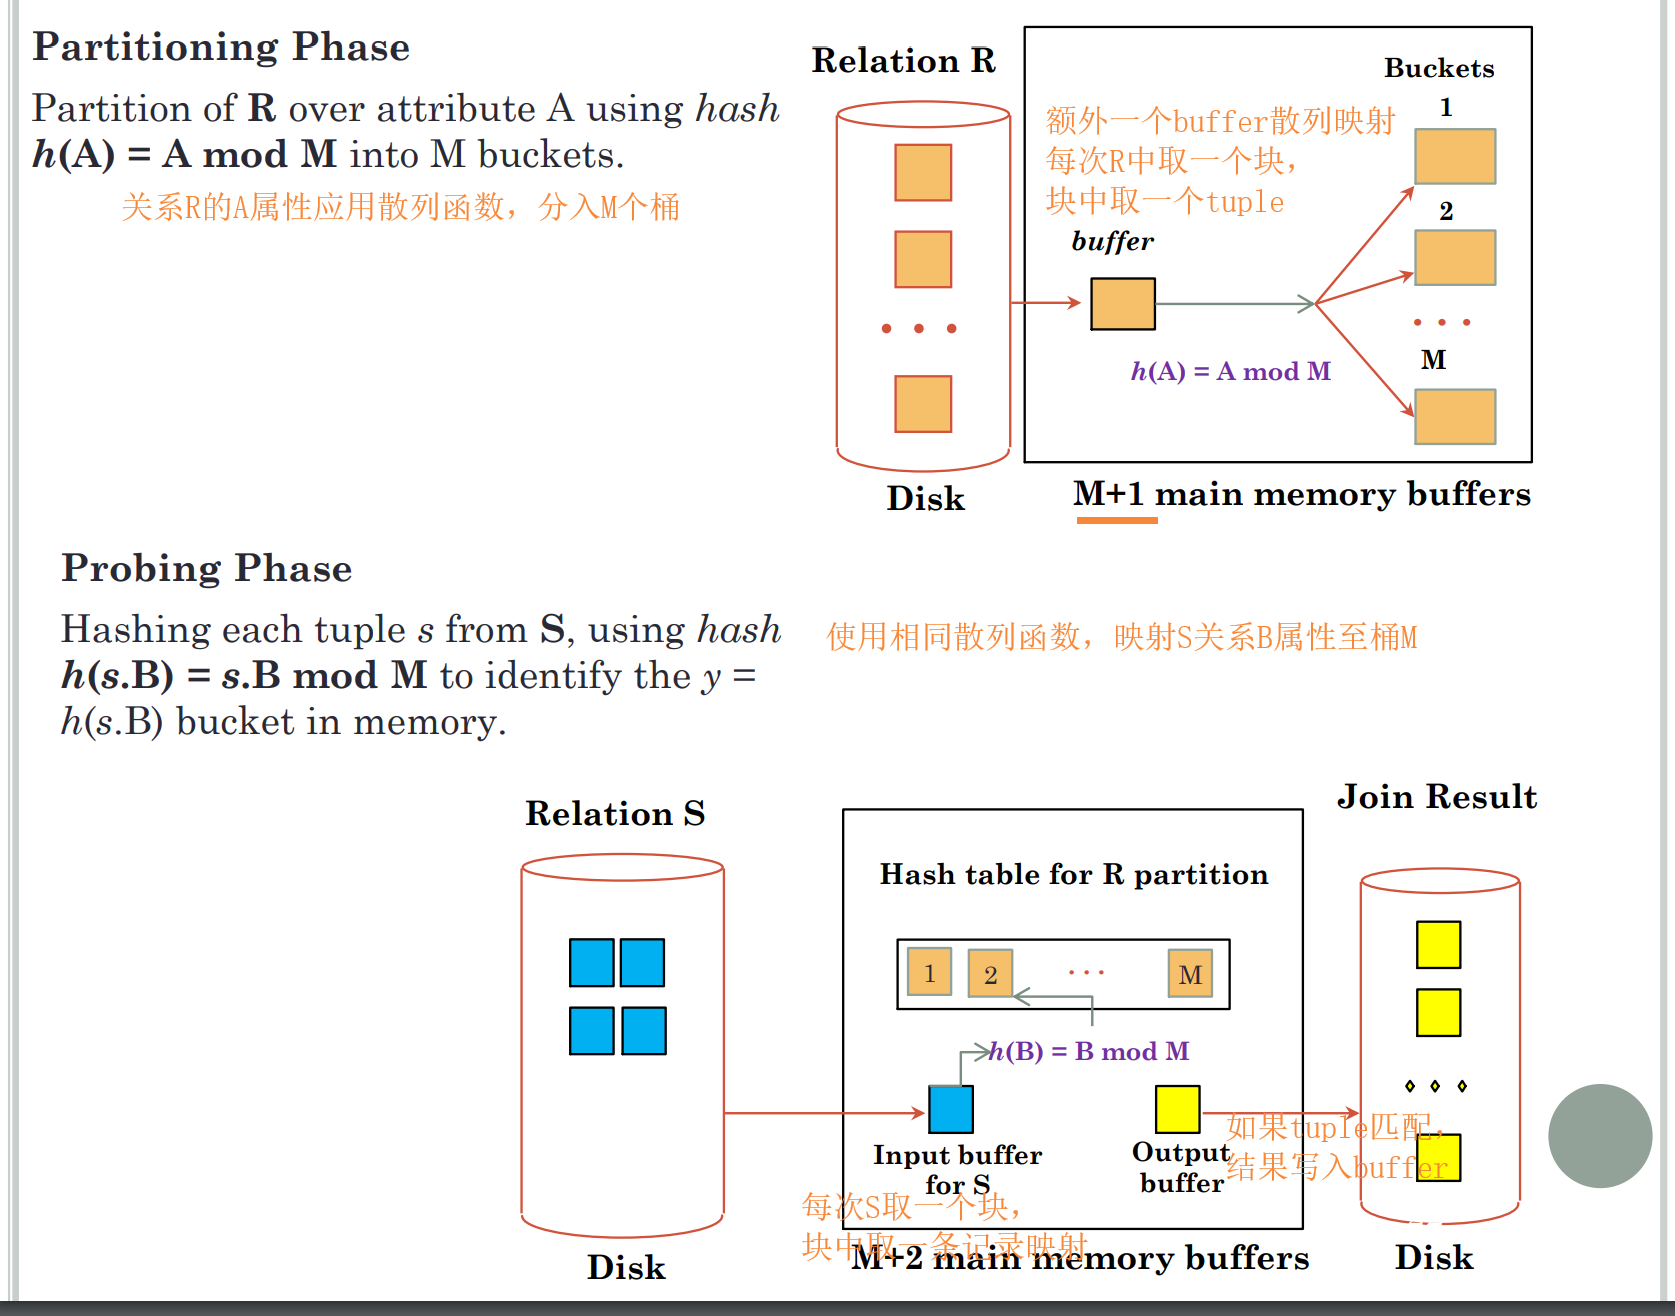 Partitioning Phase
Partition of R over attribute A using hash
h(A) = A mod M into M buckets.
关系R的A属性应用散列函数，分入M个桶
Relation R
Disk
额外一个buffer散列映射
每次R中取一个块，
块中取一个tuple
buffer
h(A) = A mod M
Buckets
1
2
M
M+1 main memory buffers
Probing Phase
Hashing each tuple s from S, using hash
h(s.B) = s.B mod M to identify the y =
h(s.B) bucket in memory.
使用相同散列函数，映射S关系B属性至桶M
Relation S
Disk
Hash table for R partition
1 2 ... M
h(B) = B mod M
Input buffer
for S
每次S取一个块，
块中取一条记录映射
Output
buffer
如果tuple匹配，
结果写入buffer
M+2 main memory buffers
Join Result
Disk